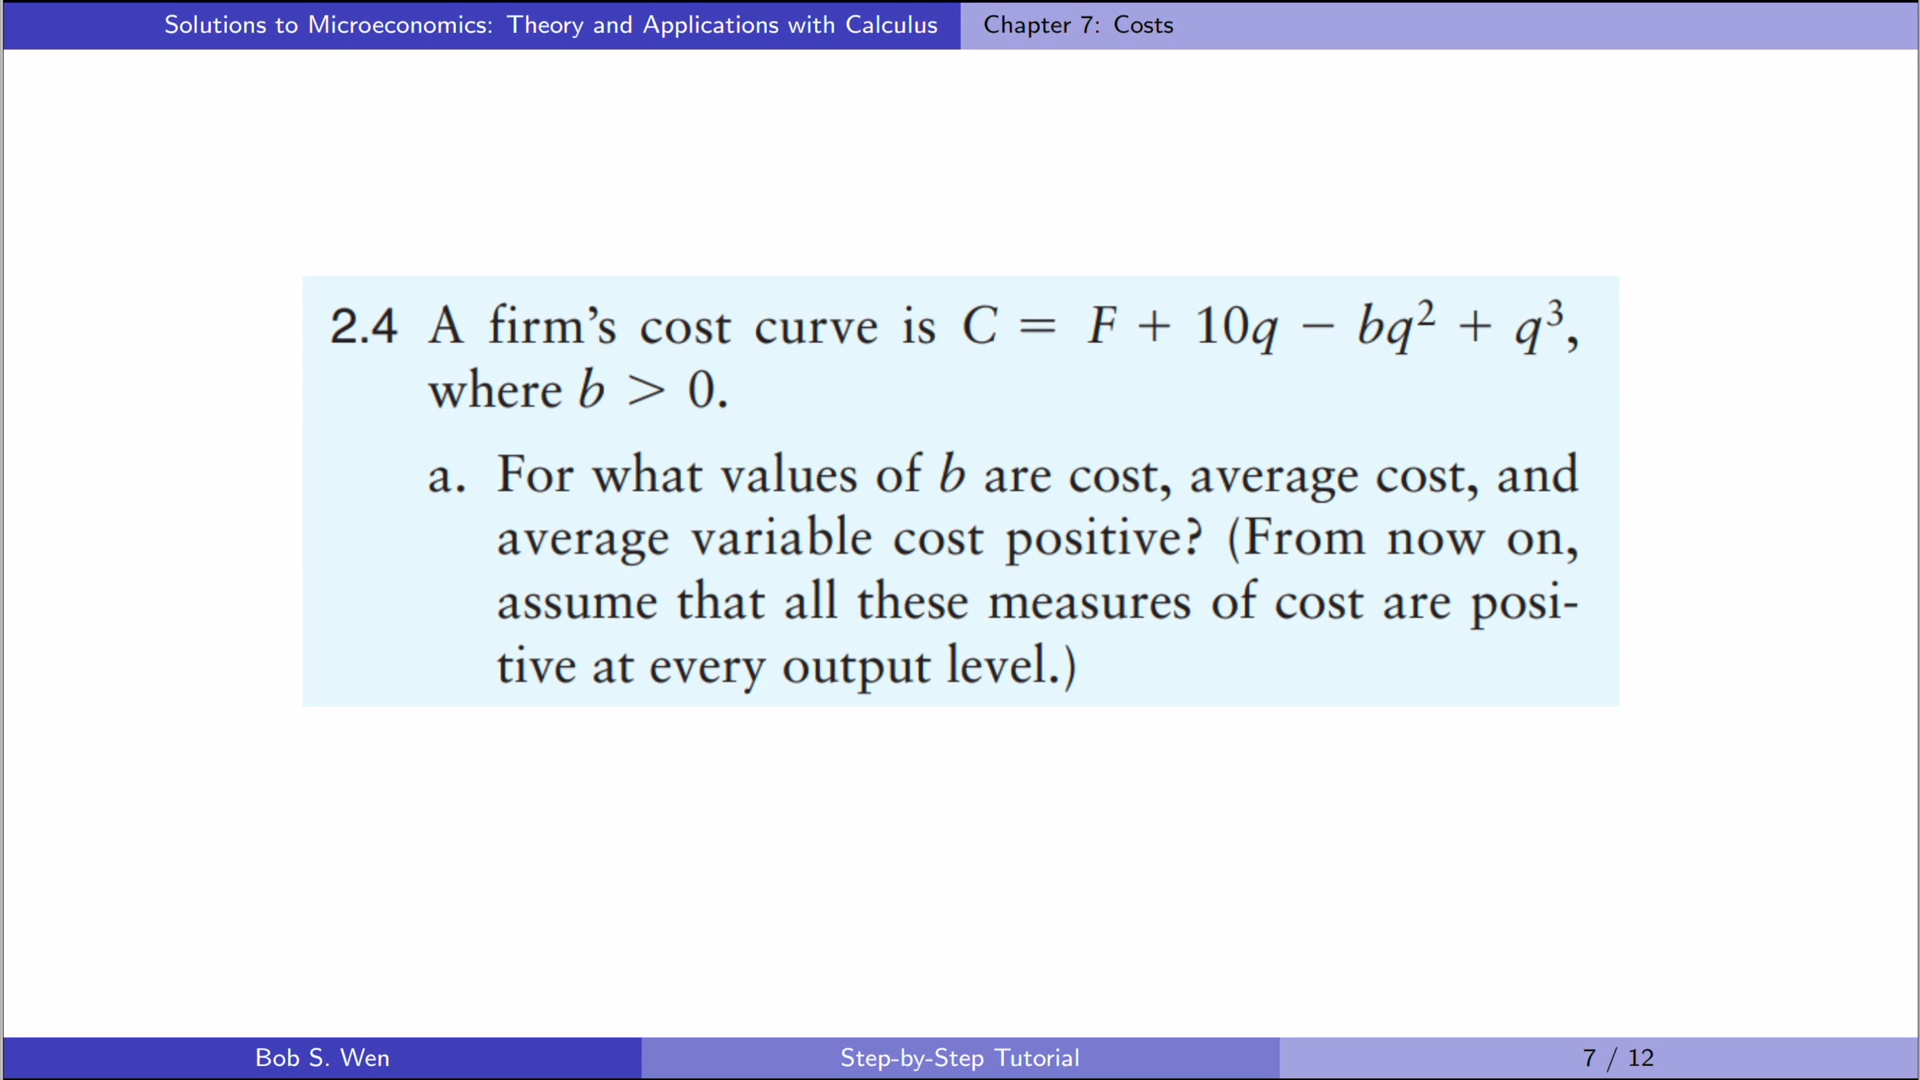 Solutions to Microeconomics: Theory and Applications with Calculus
Chapter 7: Costs
2.4 A firm's cost curve is C = F + 10q − bq² + q³,
where b > 0.
a. For what values of b are cost, average cost, and
average variable cost positive? (From now on,
assume that all these measures of cost are posi-
tive at every output level.)
Bob S. Wen
Step-by-Step Tutorial
7 / 12